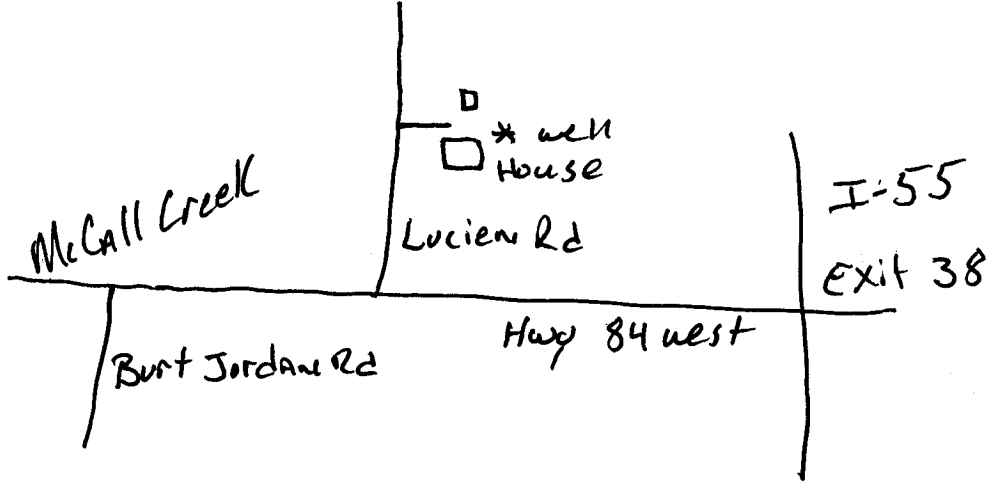 * well
House
I-55
McCall Creek
Lucien Rd
Exit 38
Hwy 84 west
Burt Jordan Rd